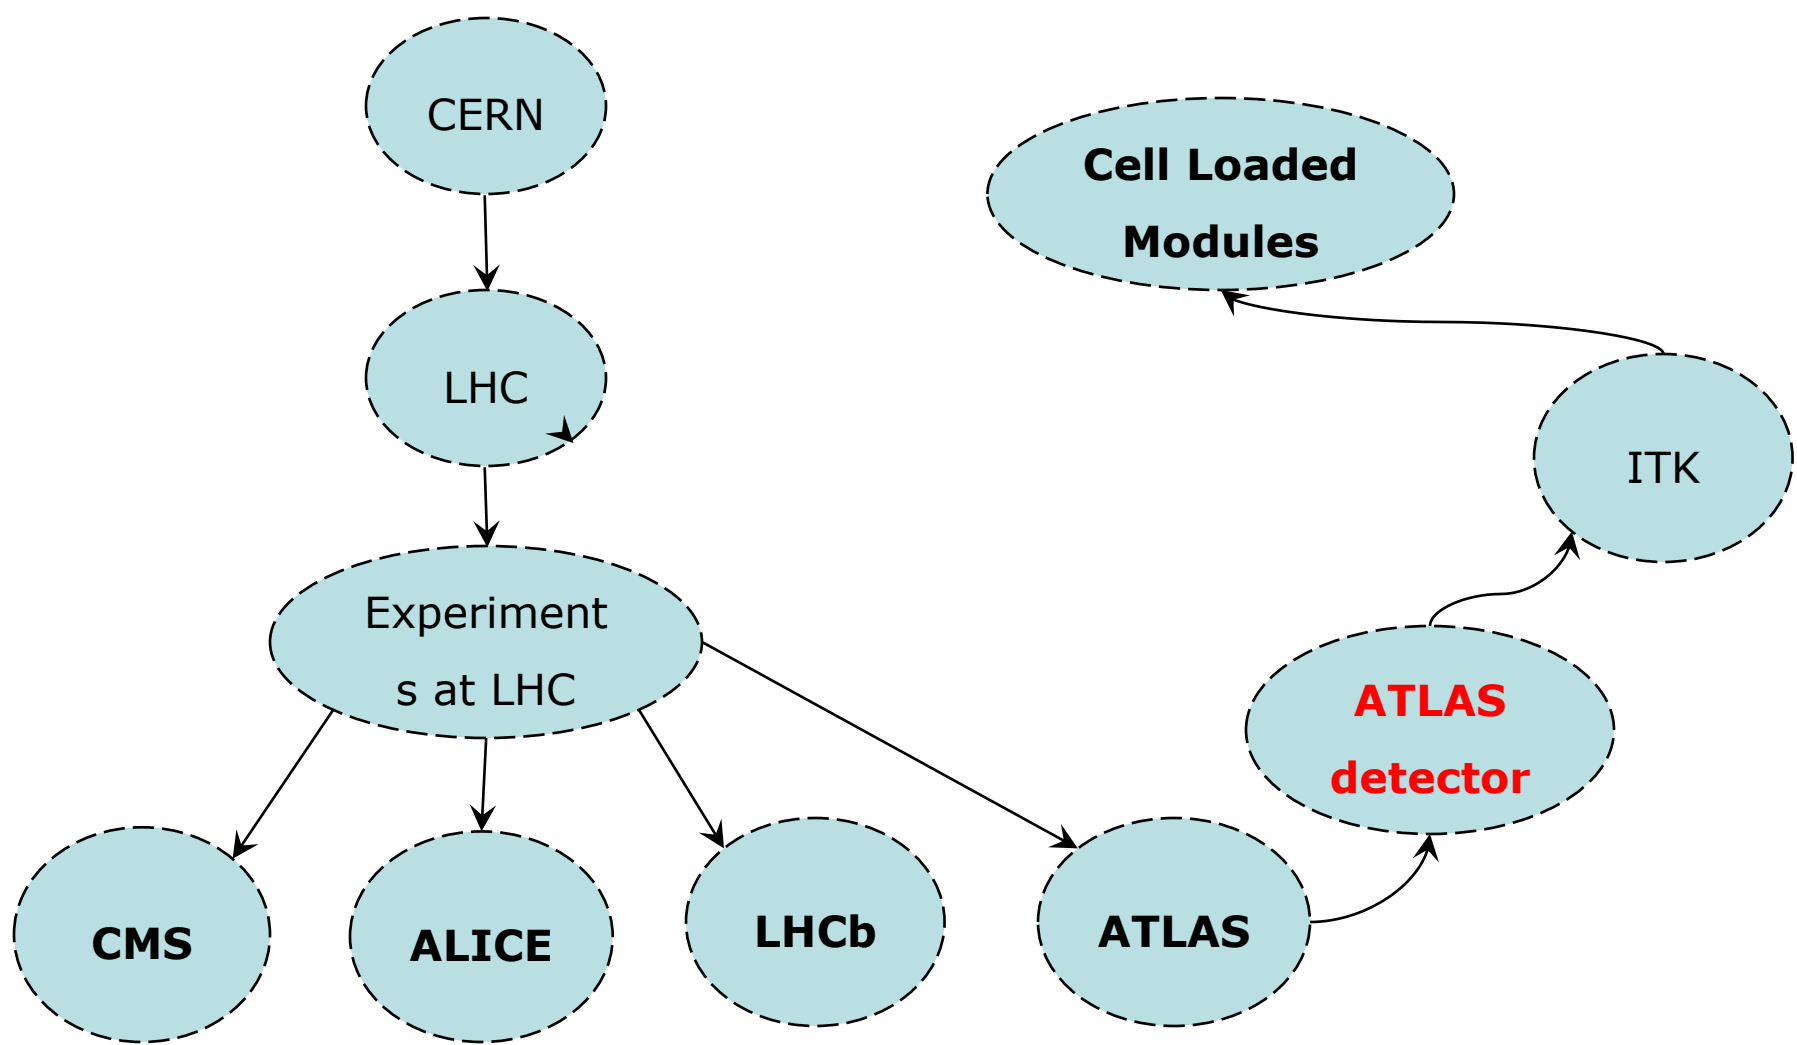 CERN
LHC
Experiment
s at LHC
CMS
ALICE
LHCb
ATLAS
ATLAS
detector
ITK
Cell Loaded
Modules